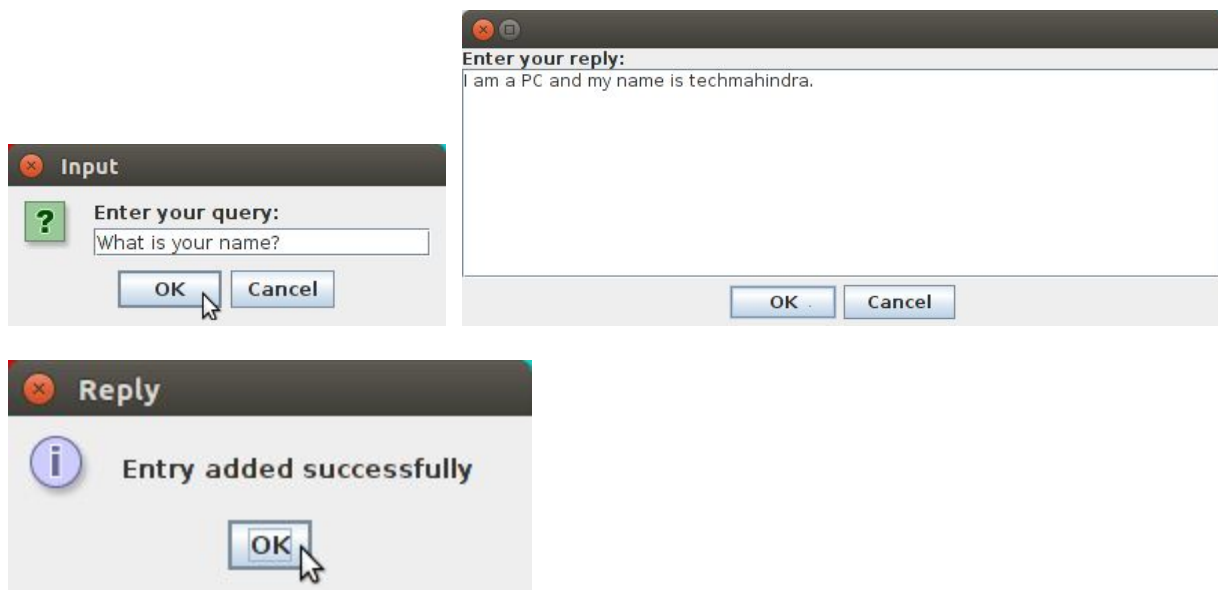 Input
Enter your query:
What is your name?
OK Cancel
Enter your reply:
I am a PC and my name is techmahindra.
OK Cancel
Reply
Entry added successfully
OK